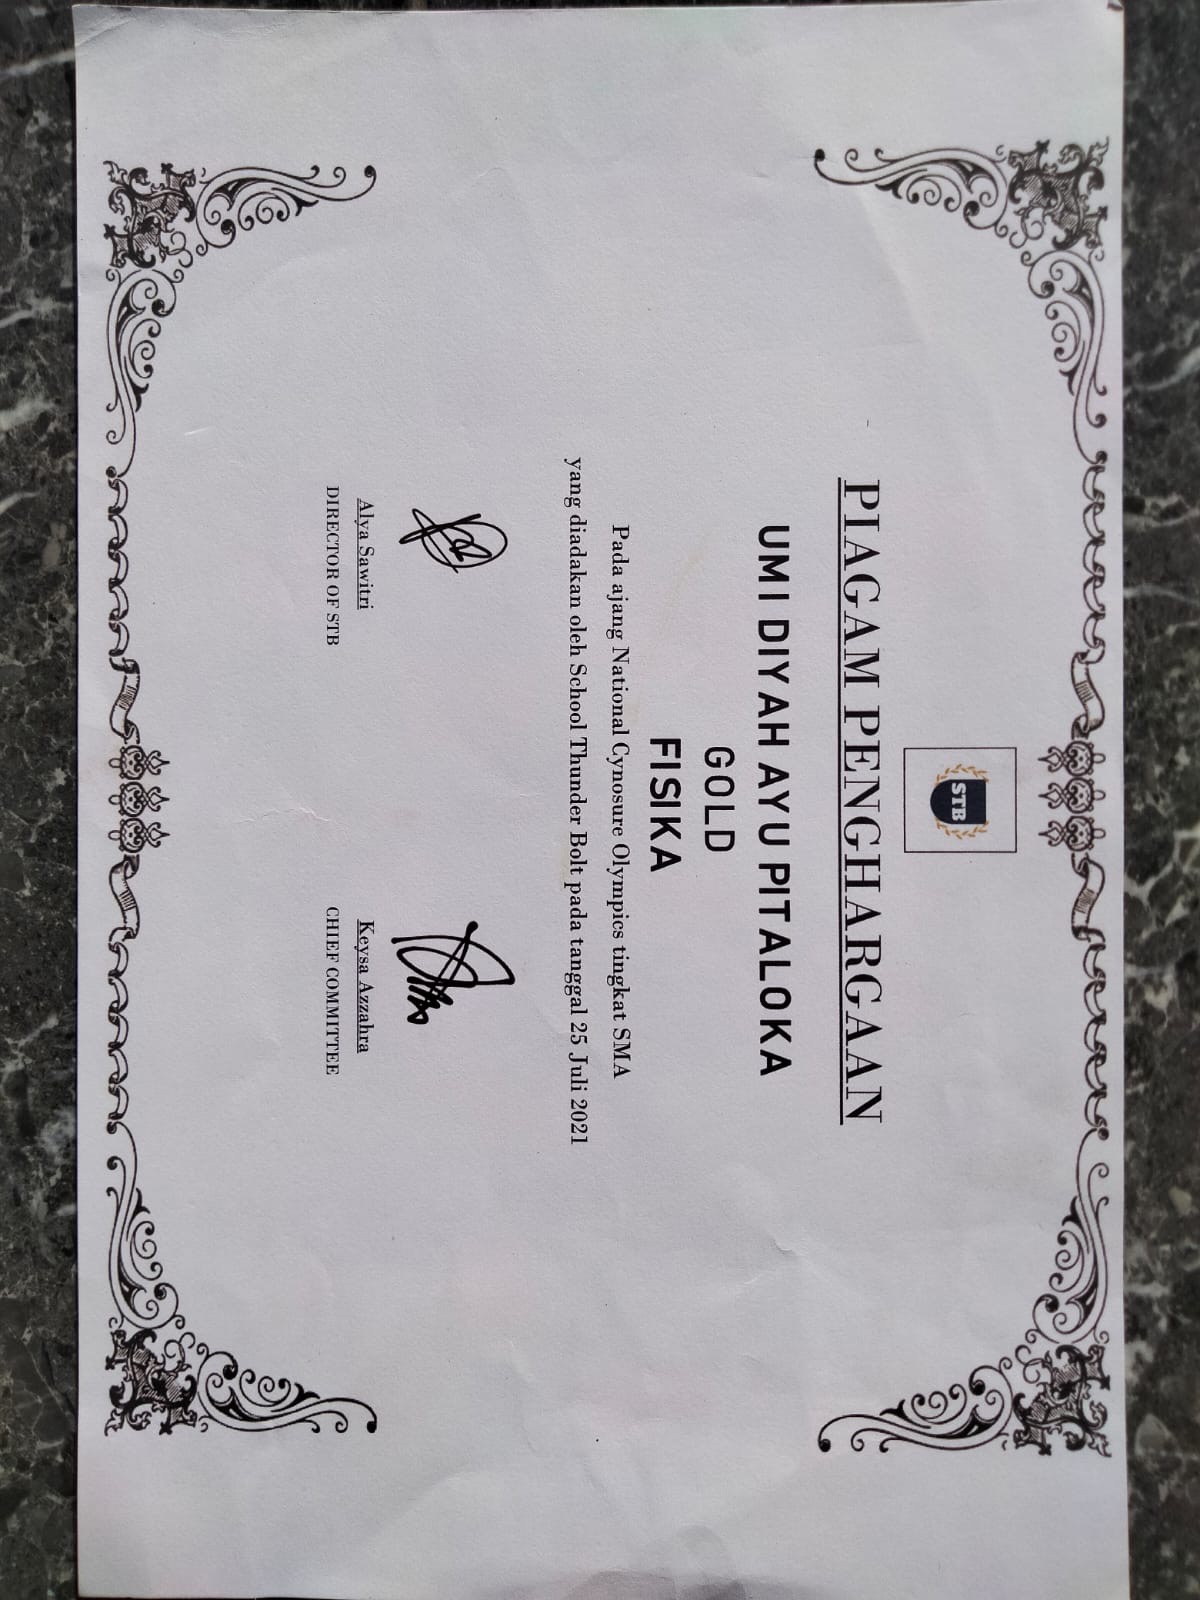 STB
PIAGAM PENGHARGAAN
UMI DIYAH AYU PITALOKA
GOLD
FISIKA
Pada ajang National Cynosure Olympics tingkat SMA
yang diadakan oleh School Thunder Bolt pada tanggal 25 Juli 2021
Alya Sawitri
DIRECTOR OF STB
Keysa Azzahra
CHIEF COMMITTEE